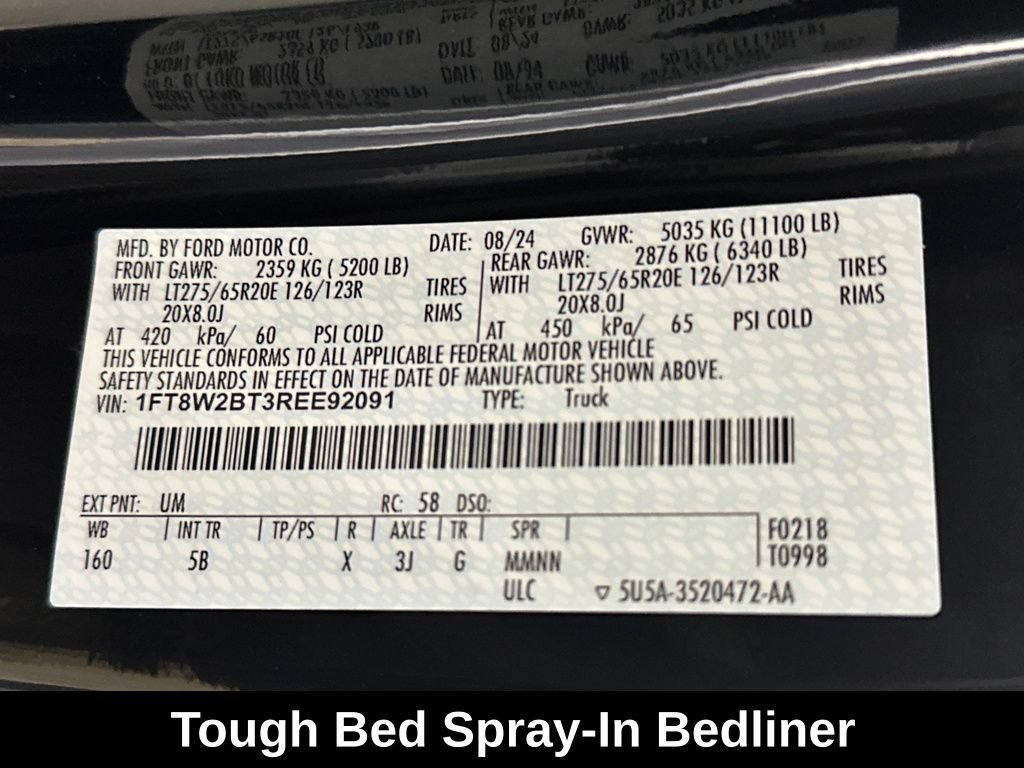 MFD. BY FORD MOTOR CO. DATE: 08/24 GVWR: 5035 KG (11100 LB)
FRONT GAWR: 2359 KG ( 5200 LB) REAR GAWR: 2876 KG ( 6340 LB)
WITH LT275/65R20E 126/123R TIRES WITH LT275/65R20E 126/123R TIRES
20X8.0J RIMS 20X8.0J RIMS
AT 420 kPa/ 60 PSI COLD AT 450 kPa/ 65 PSI COLD
THIS VEHICLE CONFORMS TO ALL APPLICABLE FEDERAL MOTOR VEHICLE
SAFETY STANDARDS IN EFFECT ON THE DATE OF MANUFACTURE SHOWN ABOVE.
VIN: 1FT8W2BT3REE92091 TYPE: Truck
EXT PNT: UM RC: 58 DSO:
WB INT TR TP/PS R AXLE TR SPR F0218
160 5B X 3J G MMNN T0998
ULC ▽ 5U5A-3520472-AA
Tough Bed Spray-In Bedliner